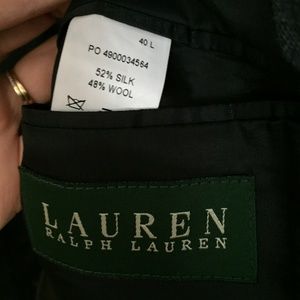 40 L
PO 4900034564
52% SILK
48% WOOL
LAUREN
RALPH LAUREN